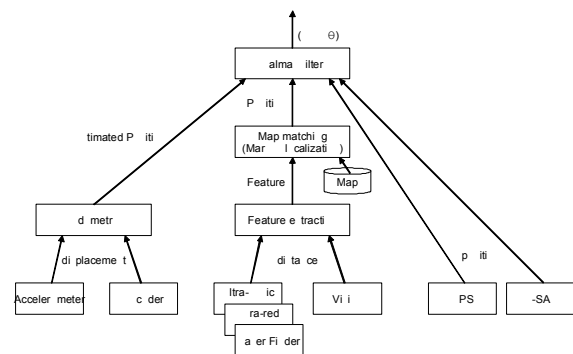 ( θ)
alma ilter
P iti
timated P iti
Map matchi g
(Mar l calizati )
Map
Feature
d metr
Feature e tracti
di placeme t
di ta ce
p iti
Acceler meter
c der
ltra- ic
Vi i
PS
-SA
ra-red
a er Fi der